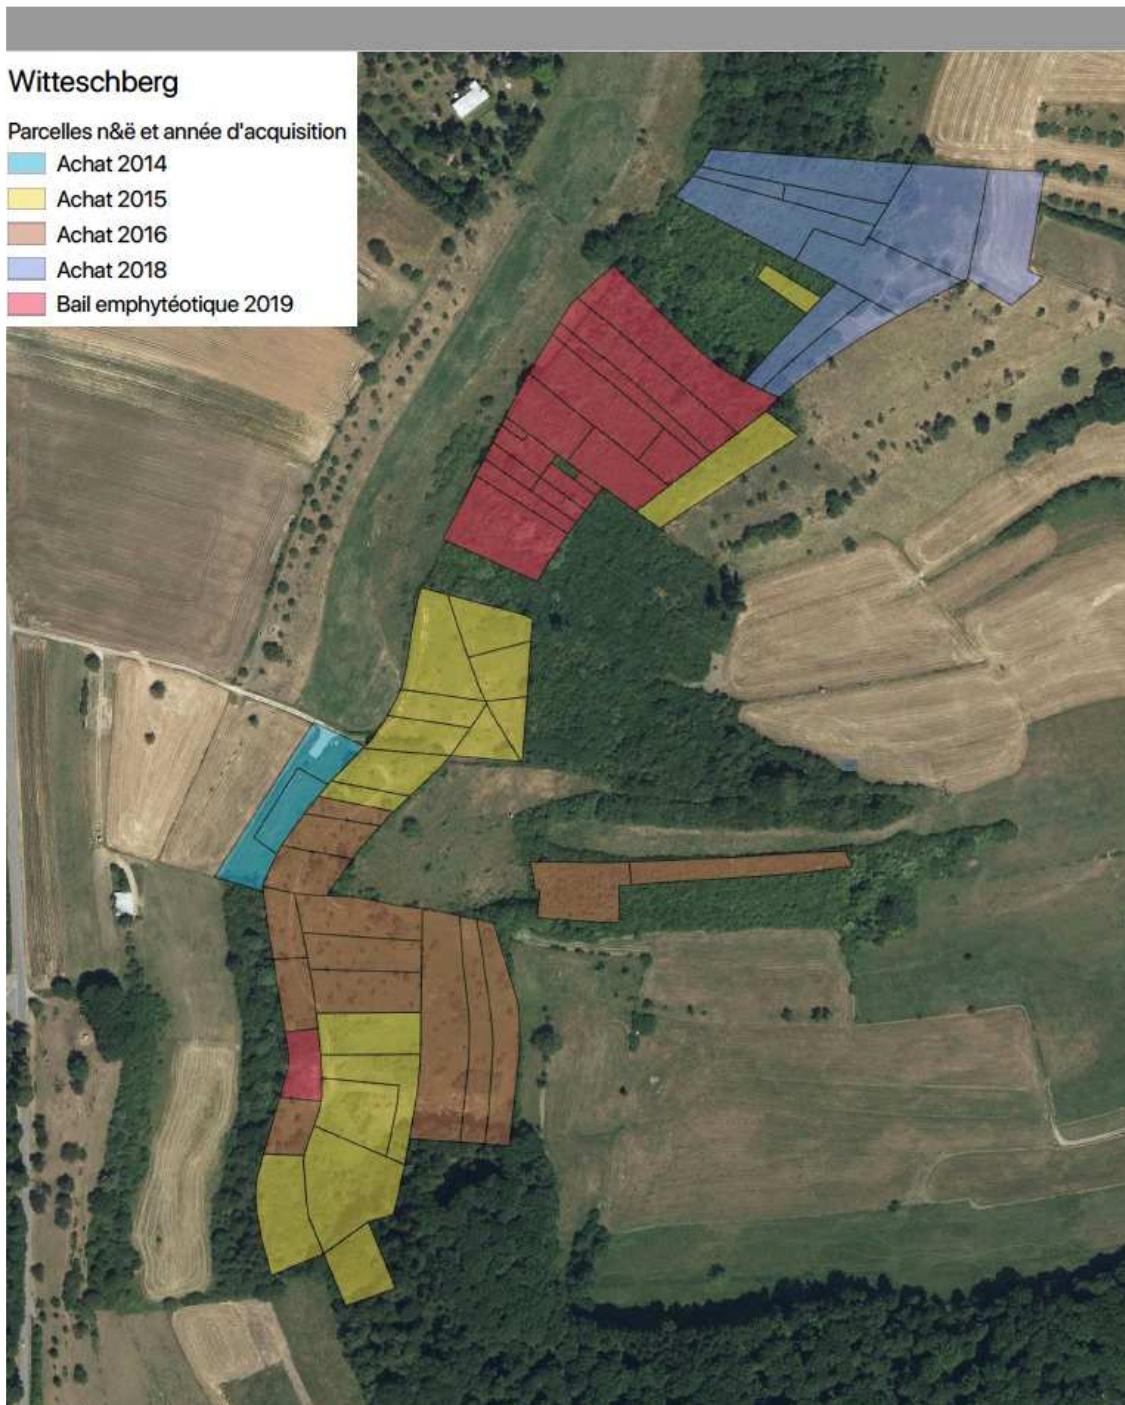 Witteschberg
Parcelles n&ë et année d'acquisition
Achat 2014
Achat 2015
Achat 2016
Achat 2018
Bail emphytéotique 2019